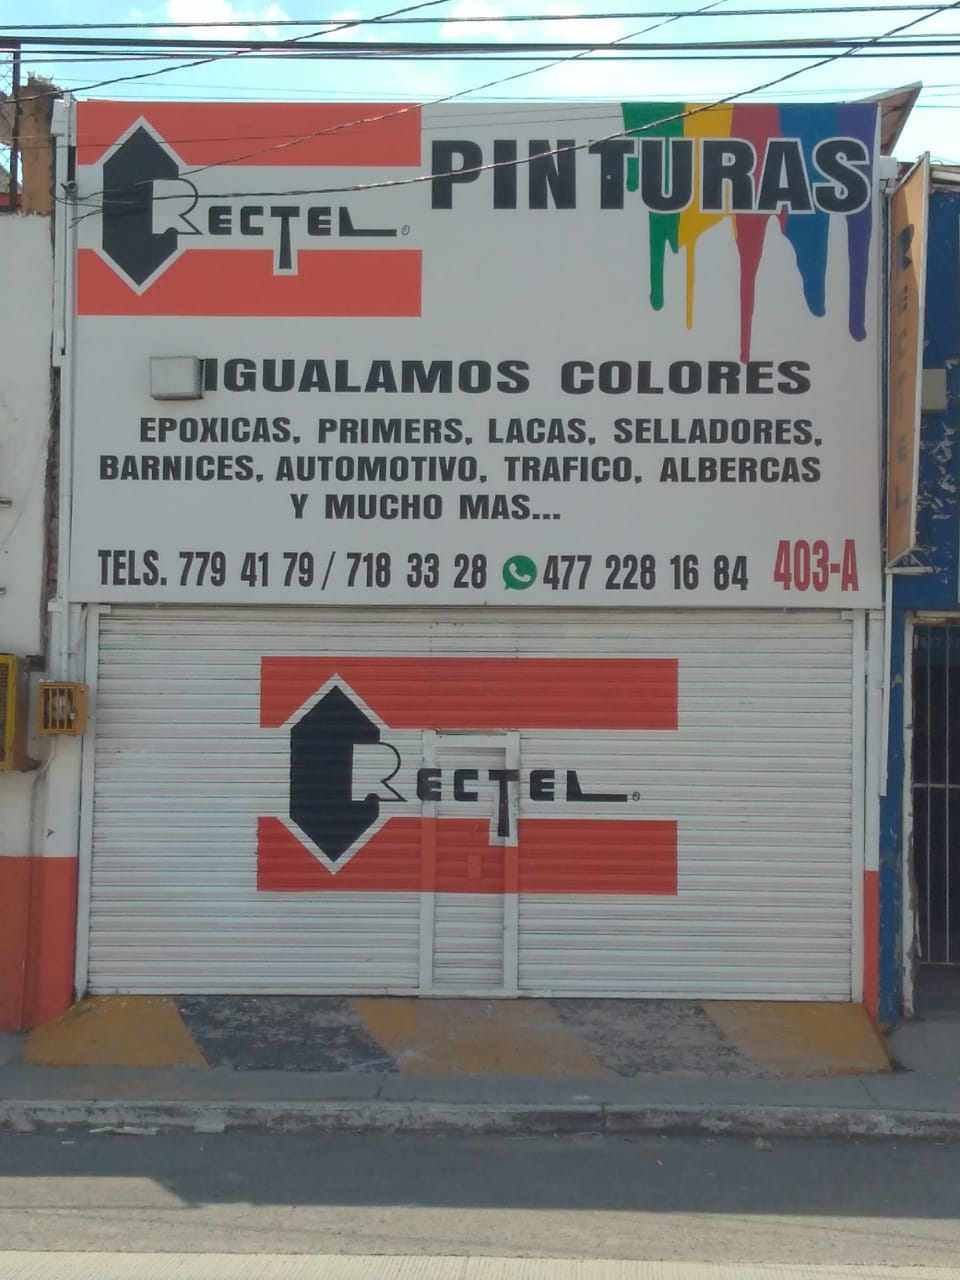 RECTEL®
PINTURAS
IGUALAMOS COLORES
EPOXICAS, PRIMERS, LACAS, SELLADORES,
BARNICES, AUTOMOTIVO, TRAFICO, ALBERCAS
Y MUCHO MAS...
TELS. 779 41 79 / 718 33 28 477 228 16 84 403-A
RECTEL
RECTEL®